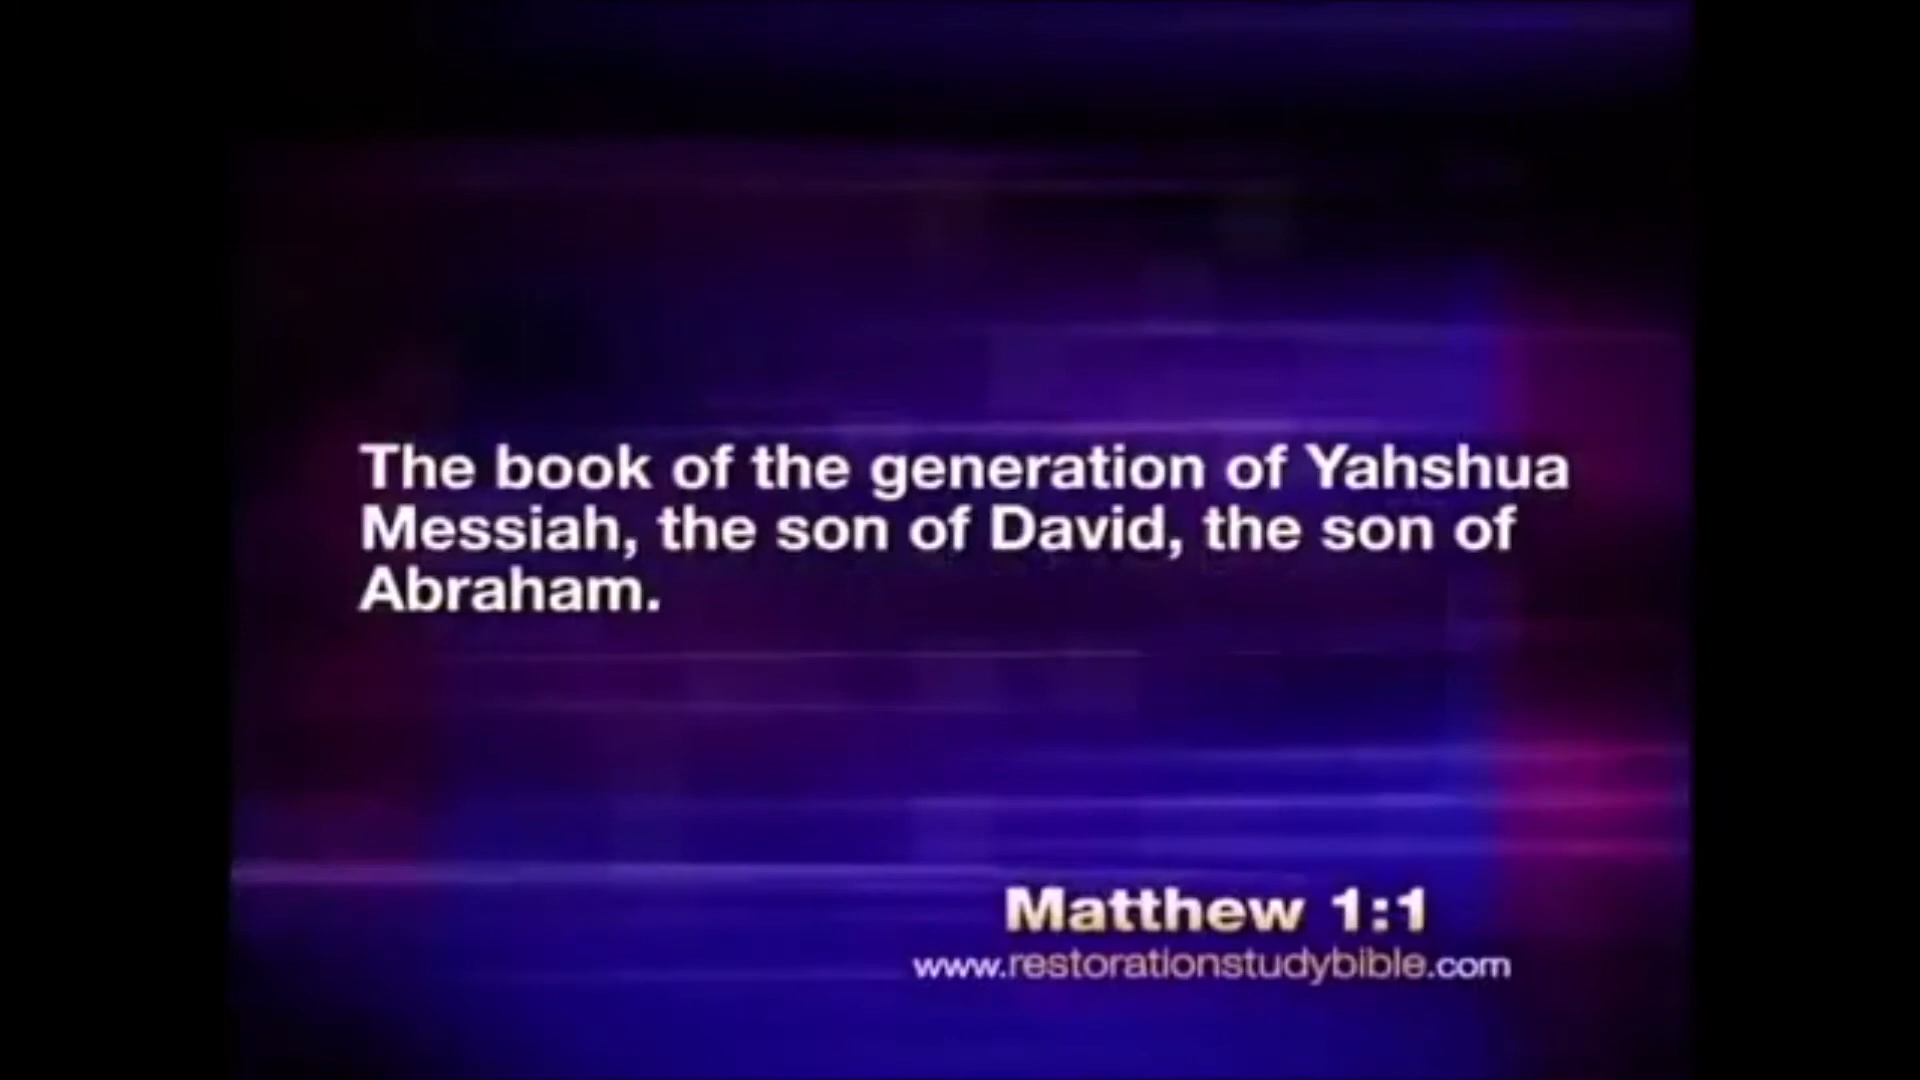 The book of the generation of Yahshua
Messiah, the son of David, the son of
Abraham.
Matthew 1:1
www.restorationstudybible.com